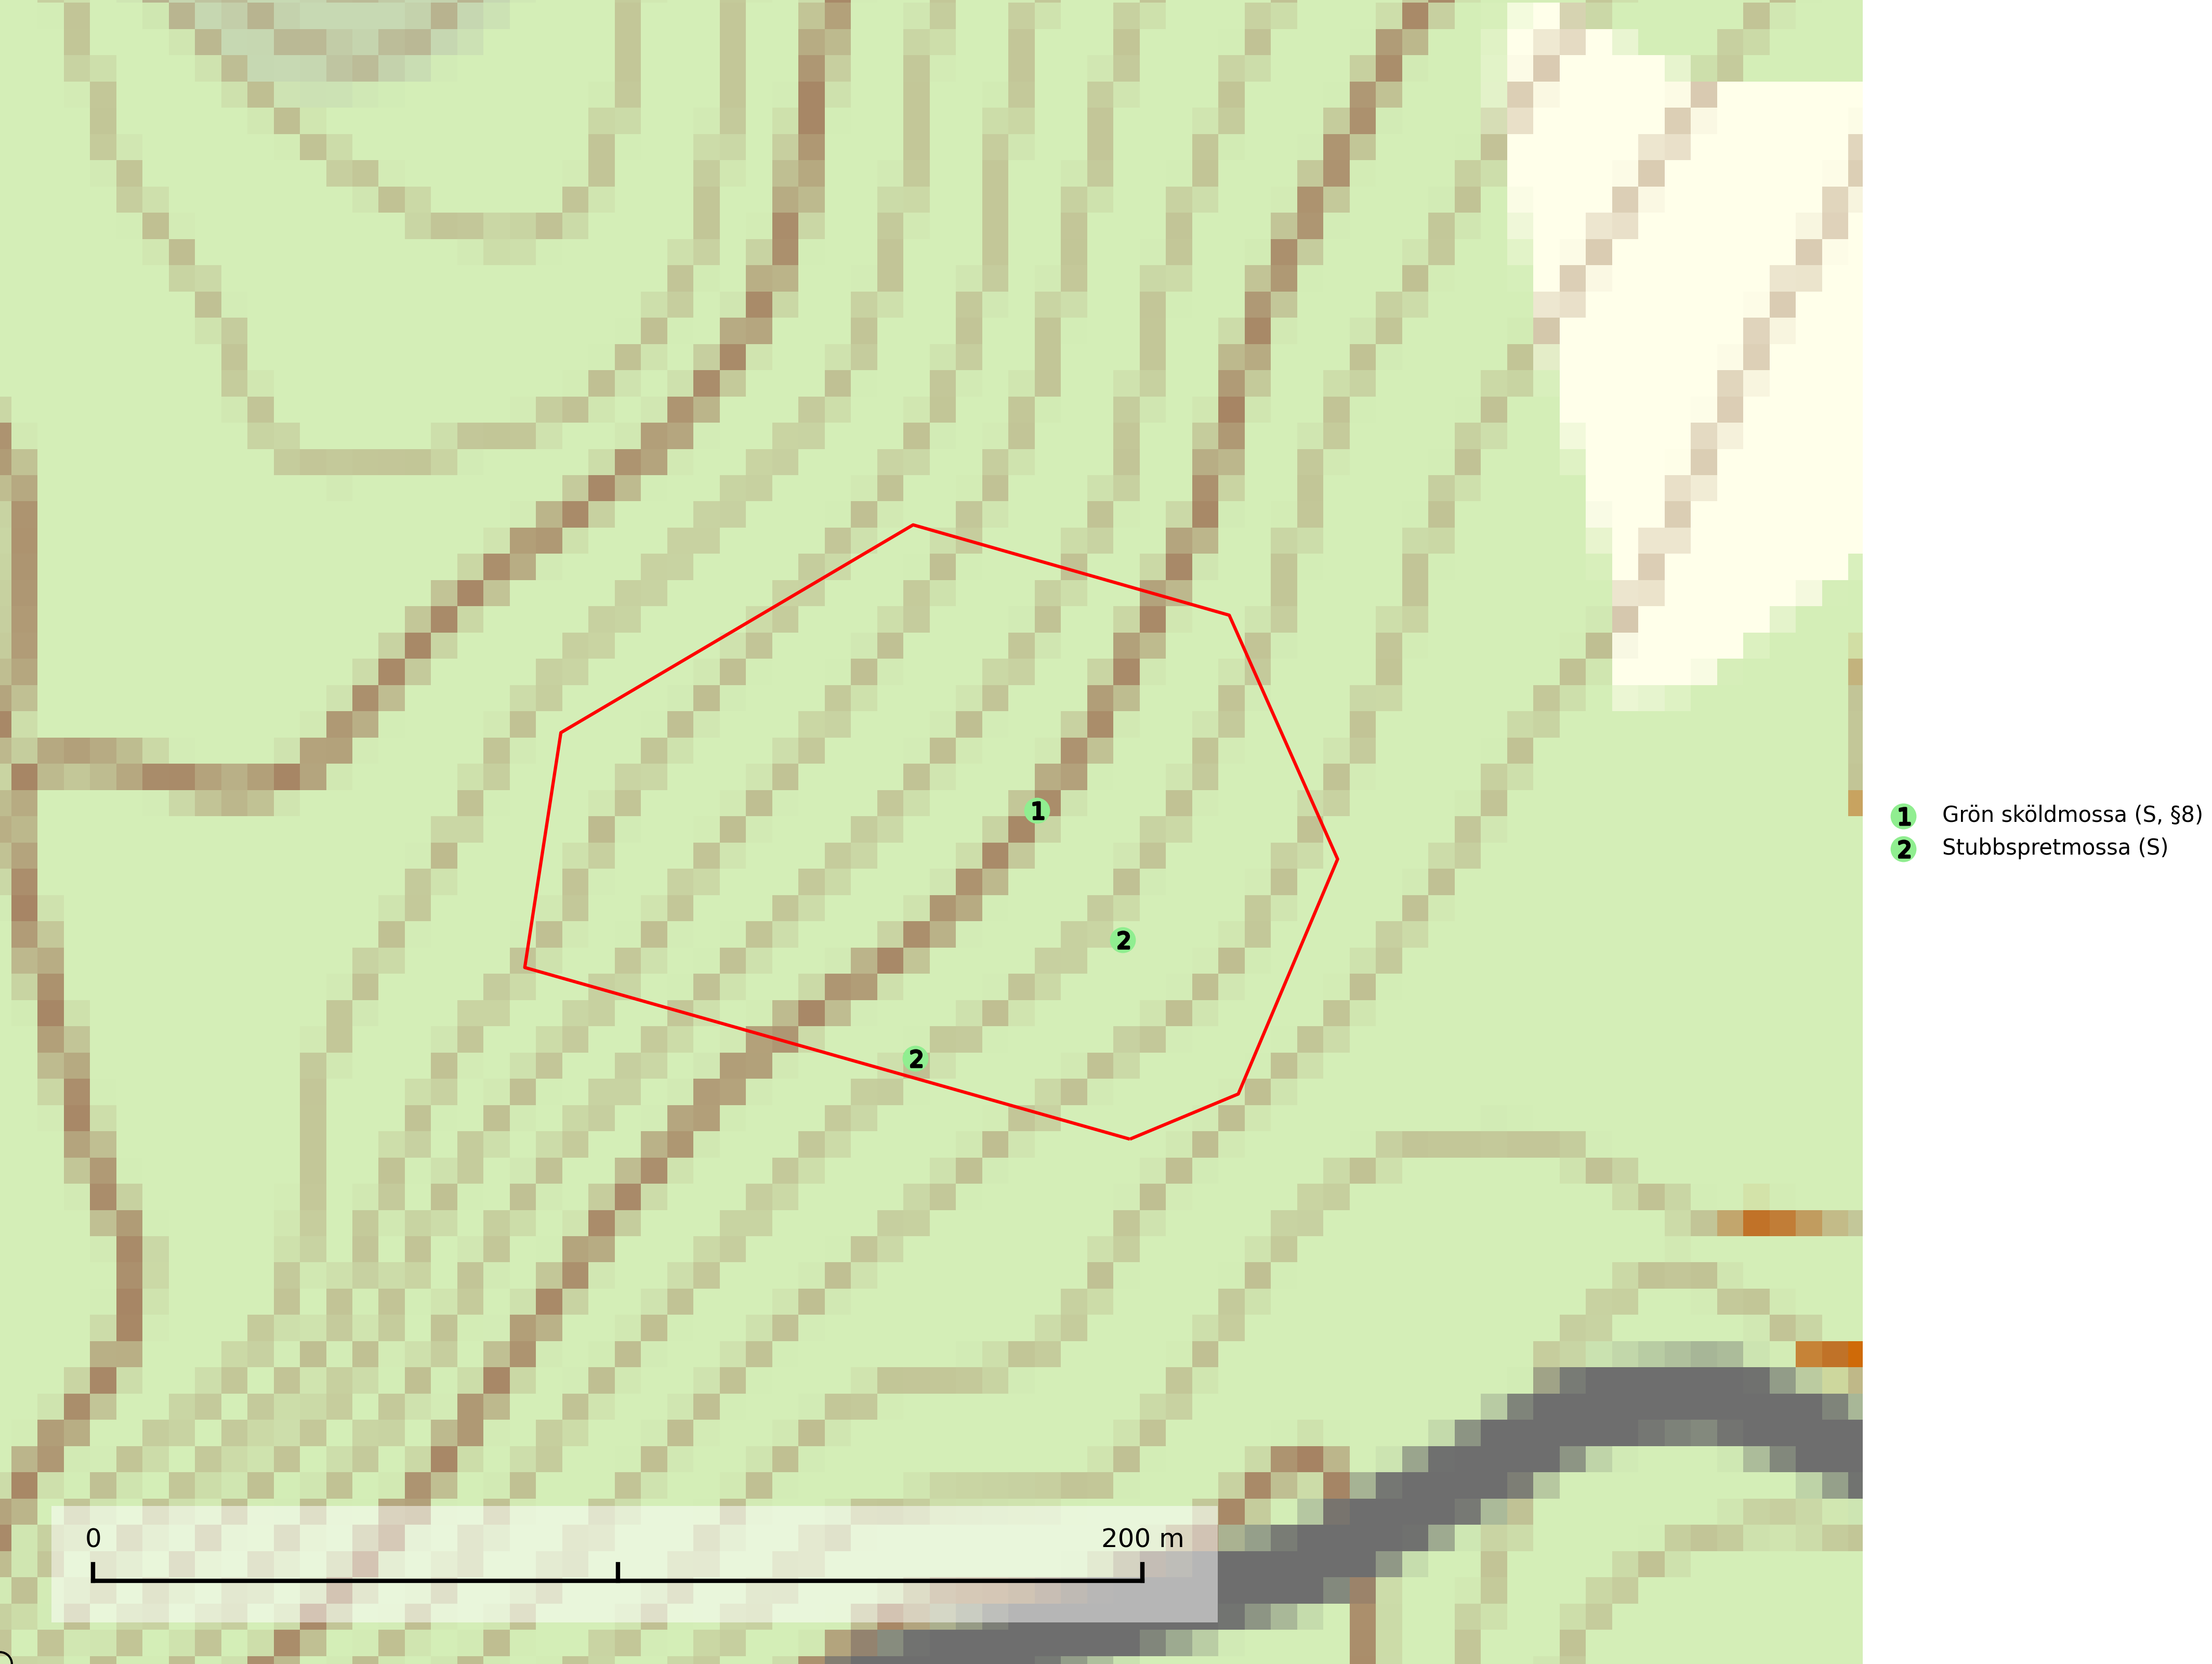 1
2
2
1 Grön sköldmossa (S, §8)
2 Stubbspretmossa (S)
0 200 m